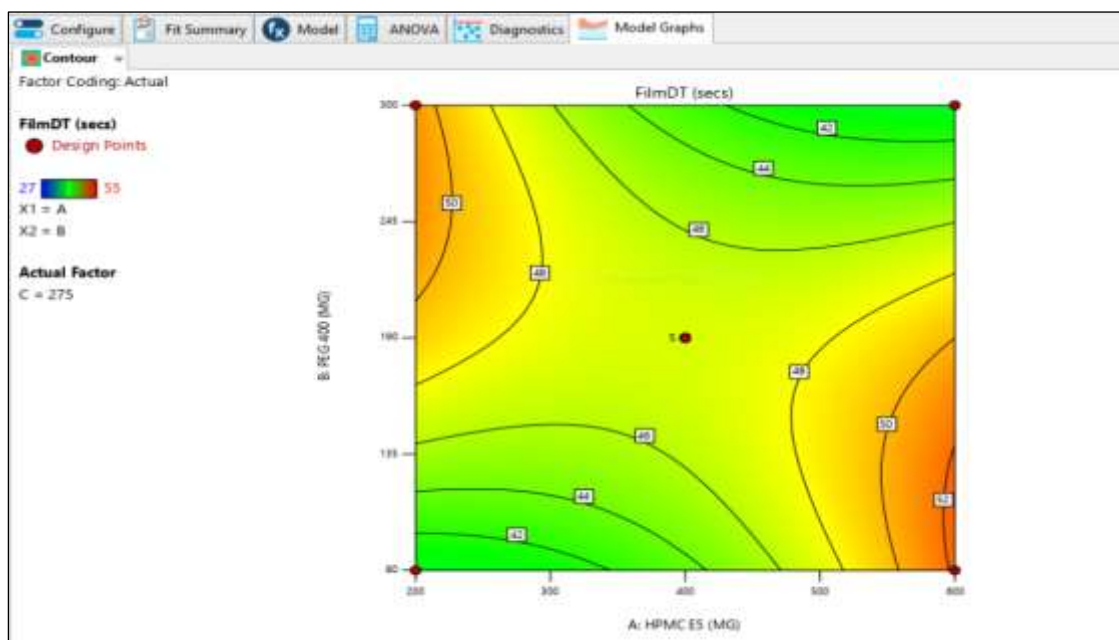 Configure Fit Summary Model ANOVA Diagnostics Model Graphs
Contour
Factor Coding: Actual
FilmDT (secs)
Design Points
27 55
X1 = A
X2 = B
Actual Factor
C = 275
FilmDT (secs)
B: PEG 400 (MG)
300
245
190
135
80
42
44
48
50
48
5
48
50
52
48
44
42
200 300 400 500 600
A: HPMC E5 (MG)